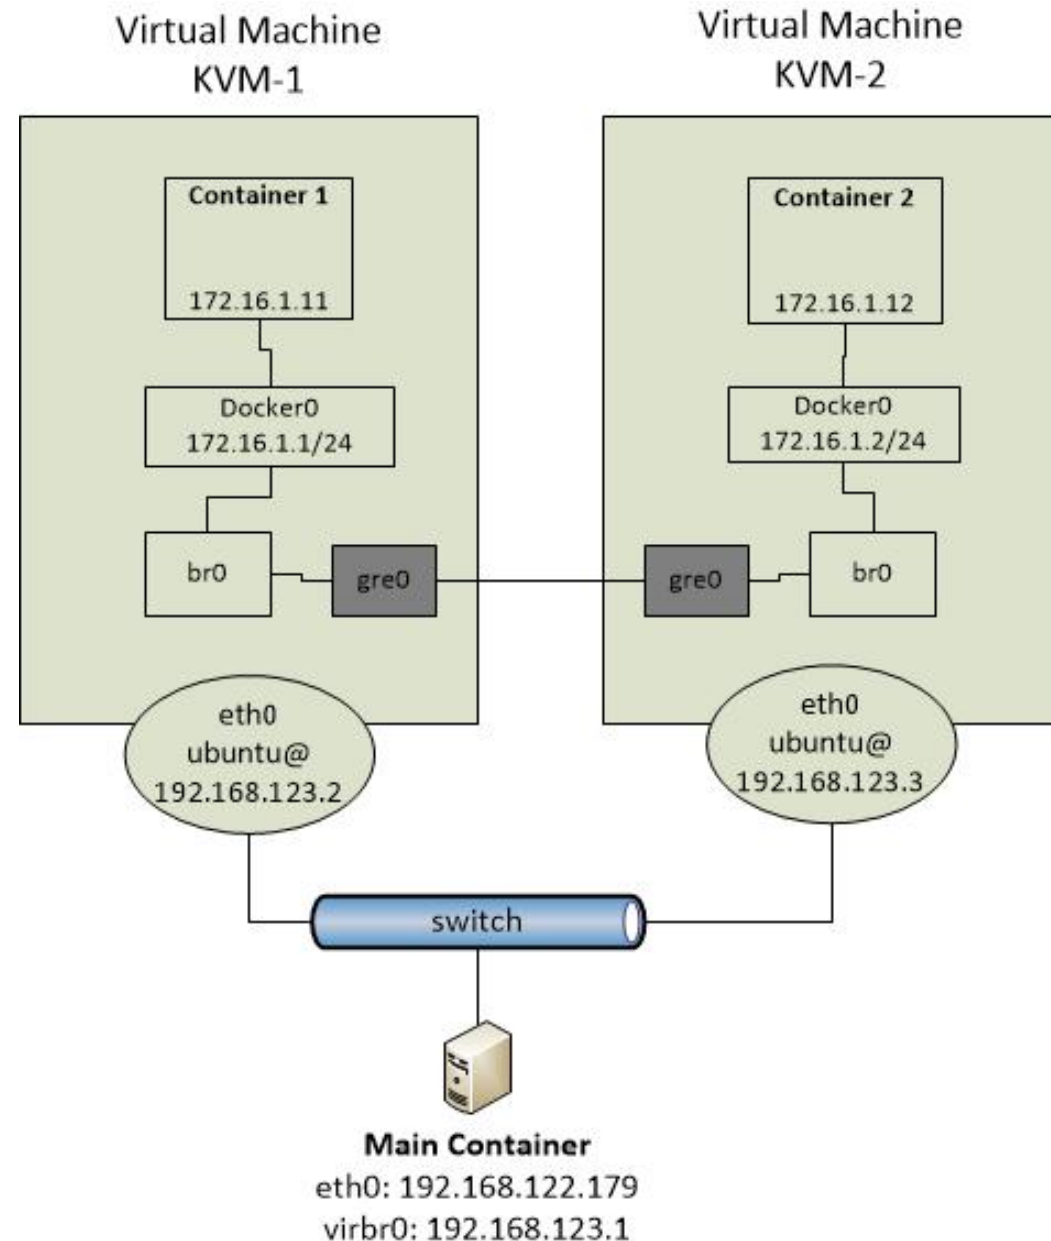 Virtual Machine
KVM-1
Virtual Machine
KVM-2
Container 1
172.16.1.11
Container 2
172.16.1.12
Docker0
172.16.1.1/24
Docker0
172.16.1.2/24
br0
gre0
gre0
br0
eth0
ubuntu@
192.168.123.2
eth0
ubuntu@
192.168.123.3
switch
Main Container
eth0: 192.168.122.179
virbr0: 192.168.123.1